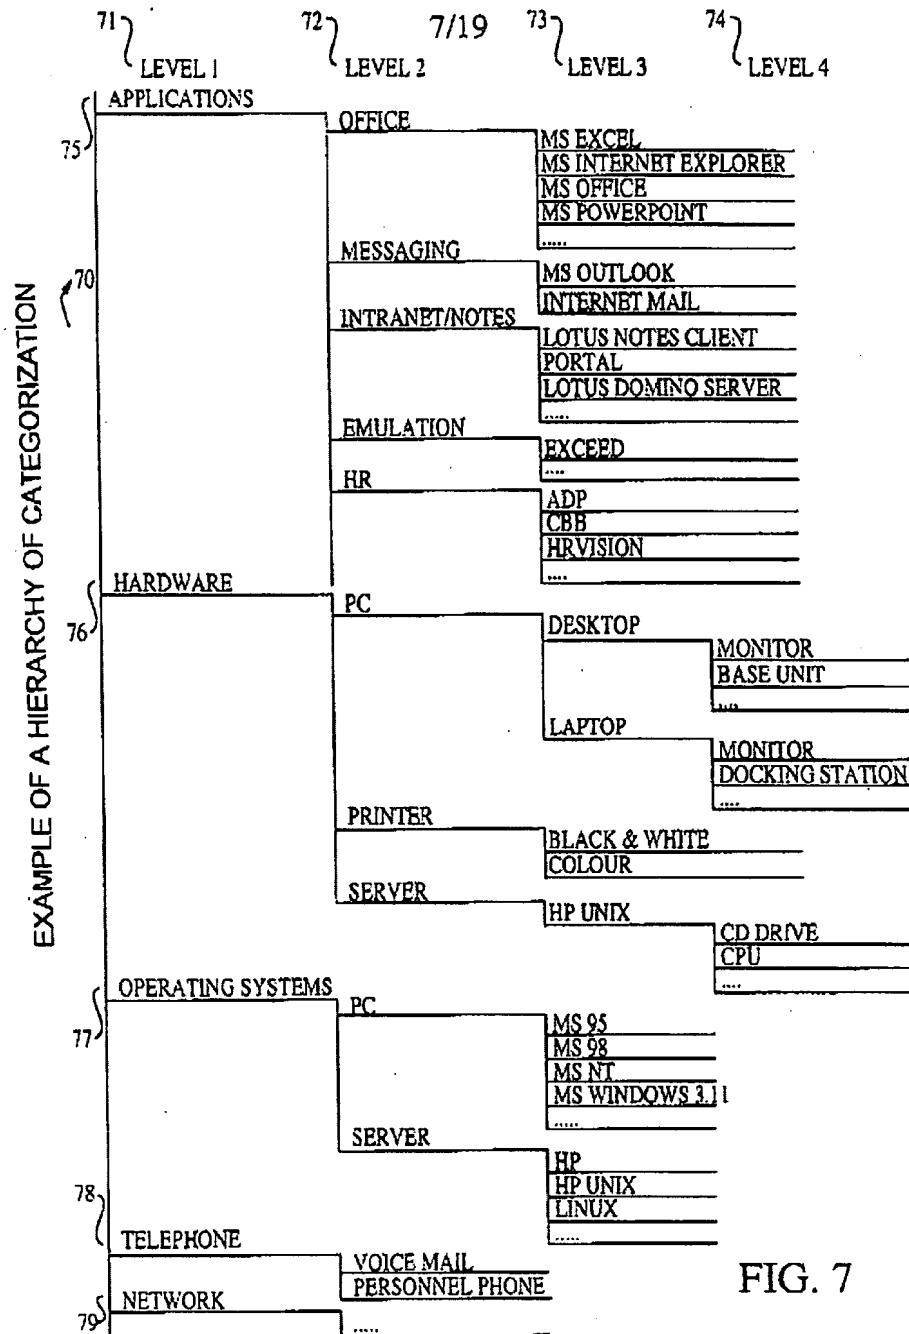 71 72 7/19 73 74
LEVEL 1 LEVEL 2 LEVEL 3 LEVEL 4
APPLICATIONS
75
OFFICE
MS EXCEL
MS INTERNET EXPLORER
MS OFFICE
MS POWERPOINT
.....
MESSAGING
MS OUTLOOK
INTERNET MAIL
70
EXAMPLE OF A HIERARCHY OF CATEGORIZATION
INTRANET/NOTES
LOTUS NOTES CLIENT
PORTAL
LOTUS DOMINO SERVER
.....
EMULATION
EXCEED
....
HR
ADP
CBB
HRVISION
....
HARDWARE
76
PC
DESKTOP
MONITOR
BASE UNIT
....
LAPTOP
MONITOR
DOCKING STATION
....
PRINTER
BLACK & WHITE
COLOUR
SERVER
HP UNIX
CD DRIVE
CPU
....
OPERATING SYSTEMS
77
PC
MS 95
MS 98
MS NT
MS WINDOWS 3.11
.....
SERVER
HP
HP UNIX
LINUX
.....
78
TELEPHONE
VOICE MAIL
PERSONNEL PHONE
NETWORK
79
.....
FIG. 7